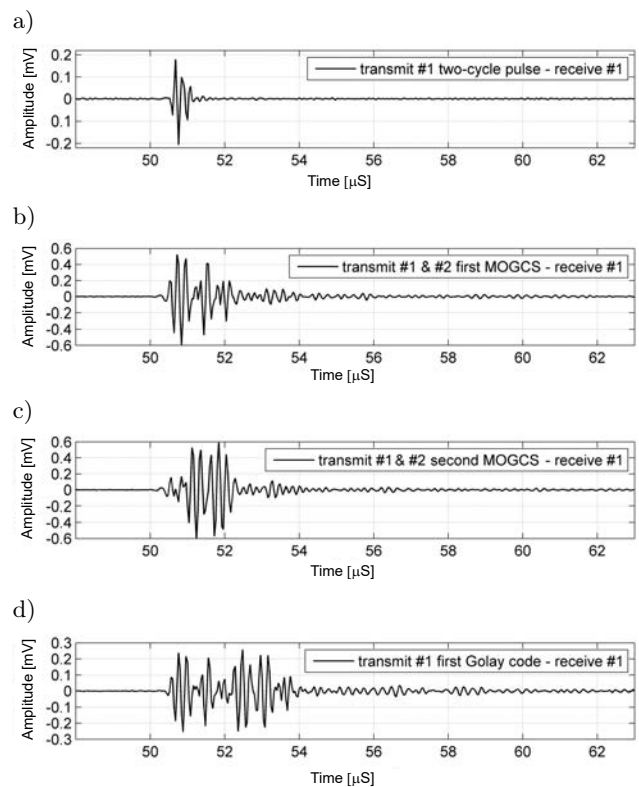 a)
0.2
0.1
0
0.1
-0.2
Amplitude [mV]
transmit #1 two-cycle pulse - receive #1
50 52 54 56 58 60 62
Time [µS]
b)
0.6
0.4
0.2
0
-0.2
-0.4
-0.6
Amplitude [mV]
transmit #1 & #2 first MOGCS - receive #1
50 52 54 56 58 60 62
Time [µS]
c)
0.6
0.4
0.2
0
-0.2
-0.4
-0.6
Amplitude [mV]
transmit #1 & #2 second MOGCS - receive #1
50 52 54 56 58 60 62
Time [µS]
d)
0.3
0.2
0.1
0
-0.1
-0.2
-0.3
Amplitude [mV]
transmit #1 first Golay code - receive #1
50 52 54 56 58 60 62
Time [µS]